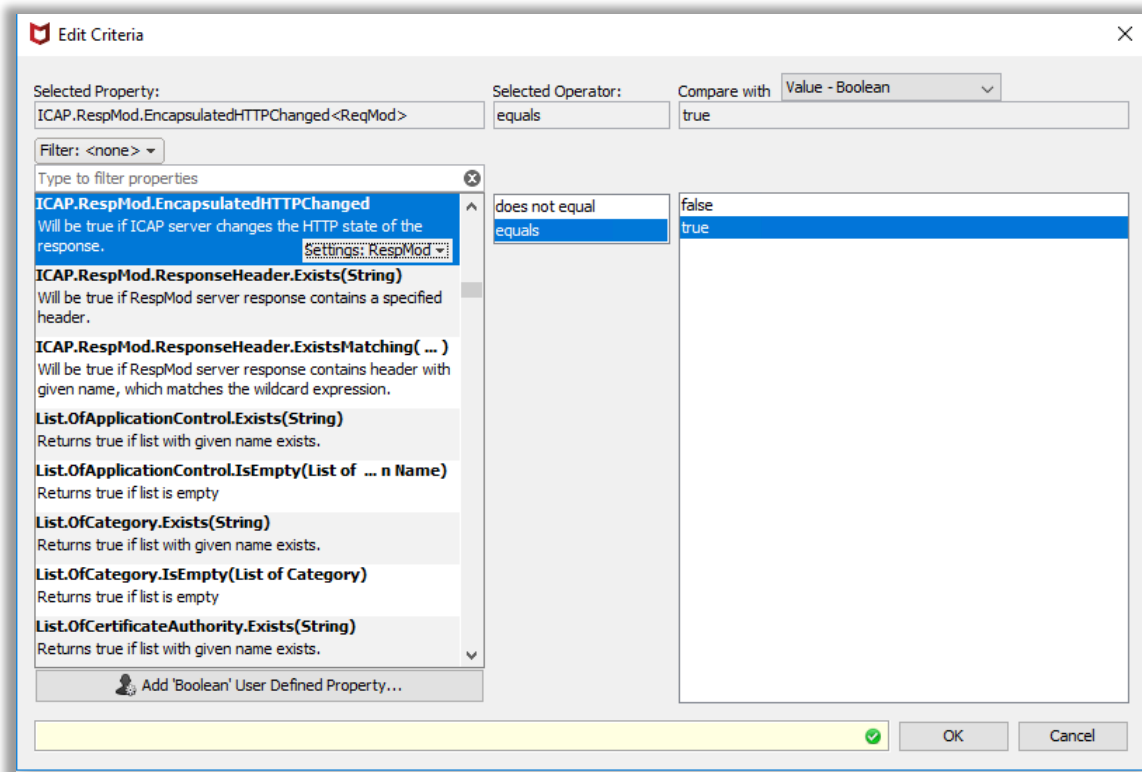 Edit Criteria
Selected Property:
Selected Operator:
Compare with
Value - Boolean
ICAP.RespMod.EncapsulatedHTTPChanged<ReqMod>
equals
true
Filter: <none>
Type to filter properties
ICAP.RespMod.EncapsulatedHTTPChanged
Will be true if ICAP server changes the HTTP state of the
response.
Settings: RespMod
ICAP.RespMod.ResponseHeader.Exists(String)
Will be true if RespMod server response contains a specified
header.
ICAP.RespMod.ResponseHeader.ExistsMatching( ... )
Will be true if RespMod server response contains header with
given name, which matches the wildcard expression.
List.OfApplicationControl.Exists(String)
Returns true if list with given name exists.
List.OfApplicationControl.IsEmpty(List of ... n Name)
Returns true if list is empty
List.OfCategory.Exists(String)
Returns true if list with given name exists.
List.OfCategory.IsEmpty(List of Category)
Returns true if list is empty
List.OfCertificateAuthority.Exists(String)
Returns true if list with given name exists.
does not equal
equals
false
true
Add 'Boolean' User Defined Property...
OK
Cancel